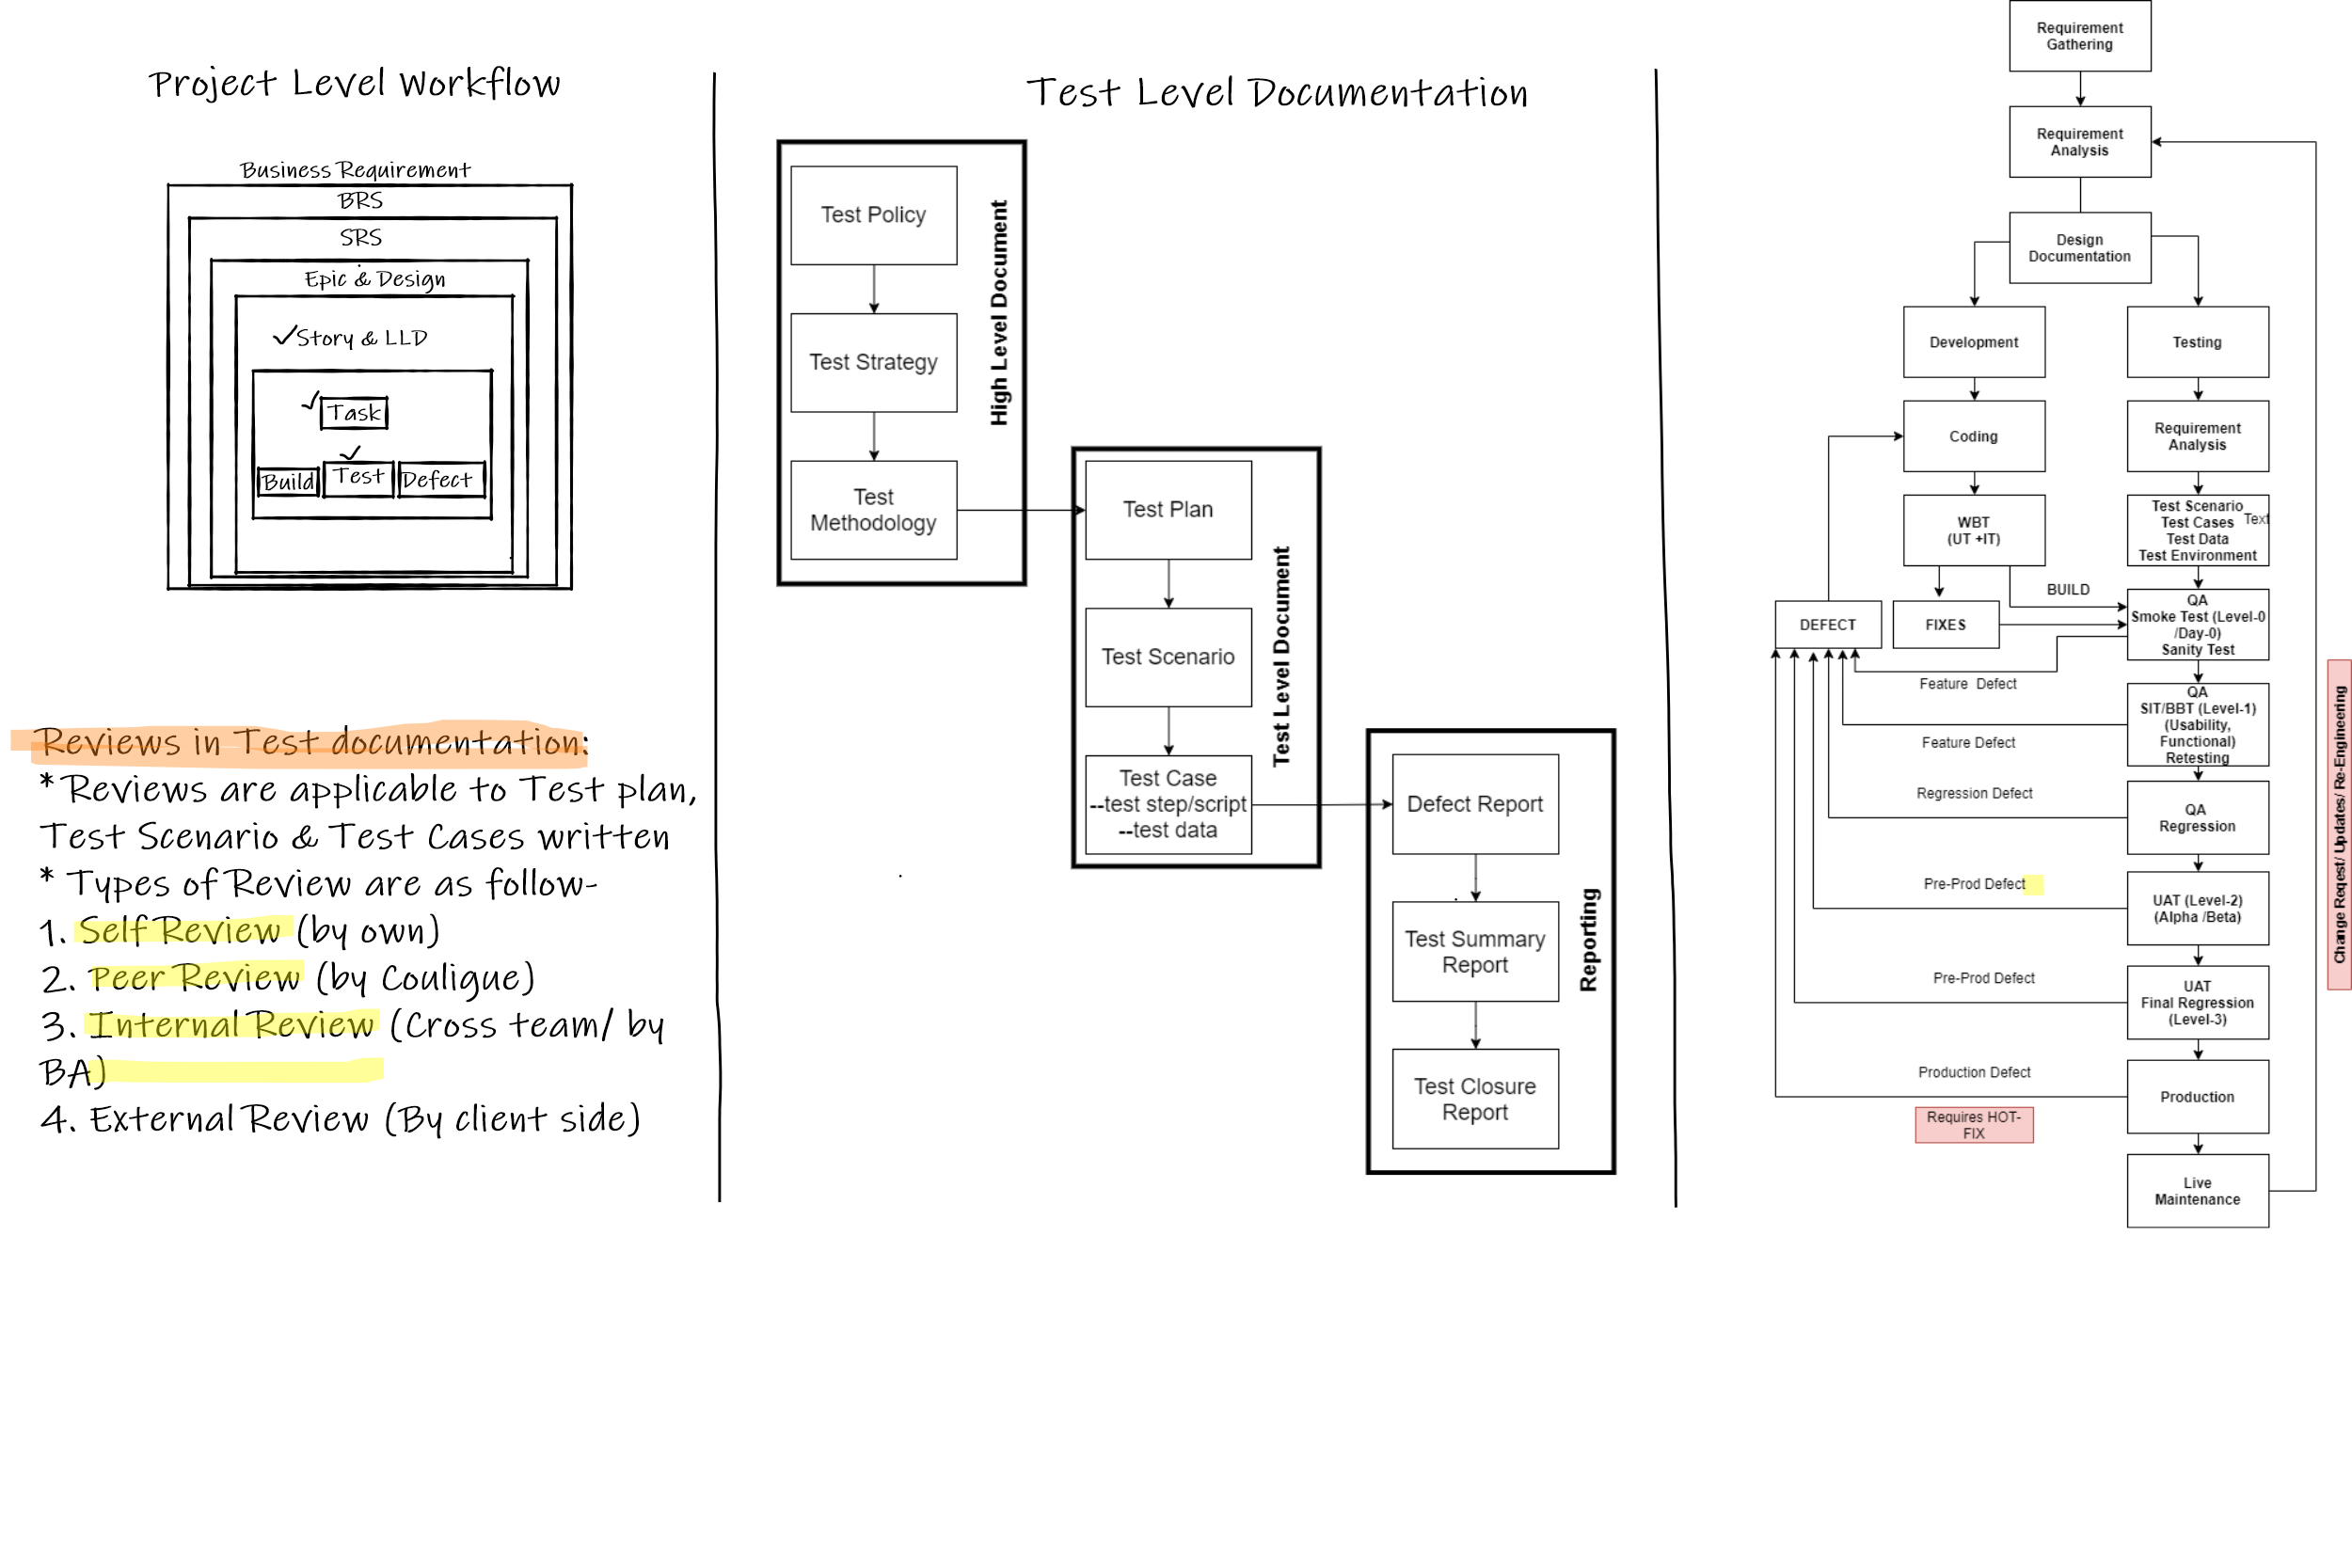 Project Level Workflow
Business Requirement
BRS
SRS
Epic & Design
✓Story & LLD
✓
Task
✓
Build
Test
Defect
Reviews in Test documentation:
* Reviews are applicable to Test plan,
Test Scenario & Test Cases written
* Types of Review are as follow-
1. Self Review (by own)
2. Peer Review (by Couligue)
3. Internal Review (Cross team/ by
BA)
4. External Review (By client side)
Test Level Documentation
Test Policy
Test Strategy
Test
Methodology
High Level Document
Test Plan
Test Scenario
Test Case
--test step/script
--test data
Test Level Document
Defect Report
Test Summary
Report
Test Closure
Report
Reporting
Requirement
Gathering
Requirement
Analysis
Design
Documentation
Development
Testing
Coding
Requirement
Analysis
WBT
(UT +IT)
Test Scenario
Test Cases
Test Data
Test Environment
Text
BUILD
DEFECT
FIXES
QA
Smoke Test (Level-0
/Day-0)
Sanity Test
Feature Defect
QA
SIT/BBT (Level-1)
(Usability,
Functional)
Retesting
Feature Defect
Regression Defect
QA
Regression
Pre-Prod Defect
UAT (Level-2)
(Alpha /Beta)
Pre-Prod Defect
UAT
Final Regression
(Level-3)
Production Defect
Production
Requires HOT-
FIX
Live
Maintenance
Change Reqest/ Updates/ Re-Engineering